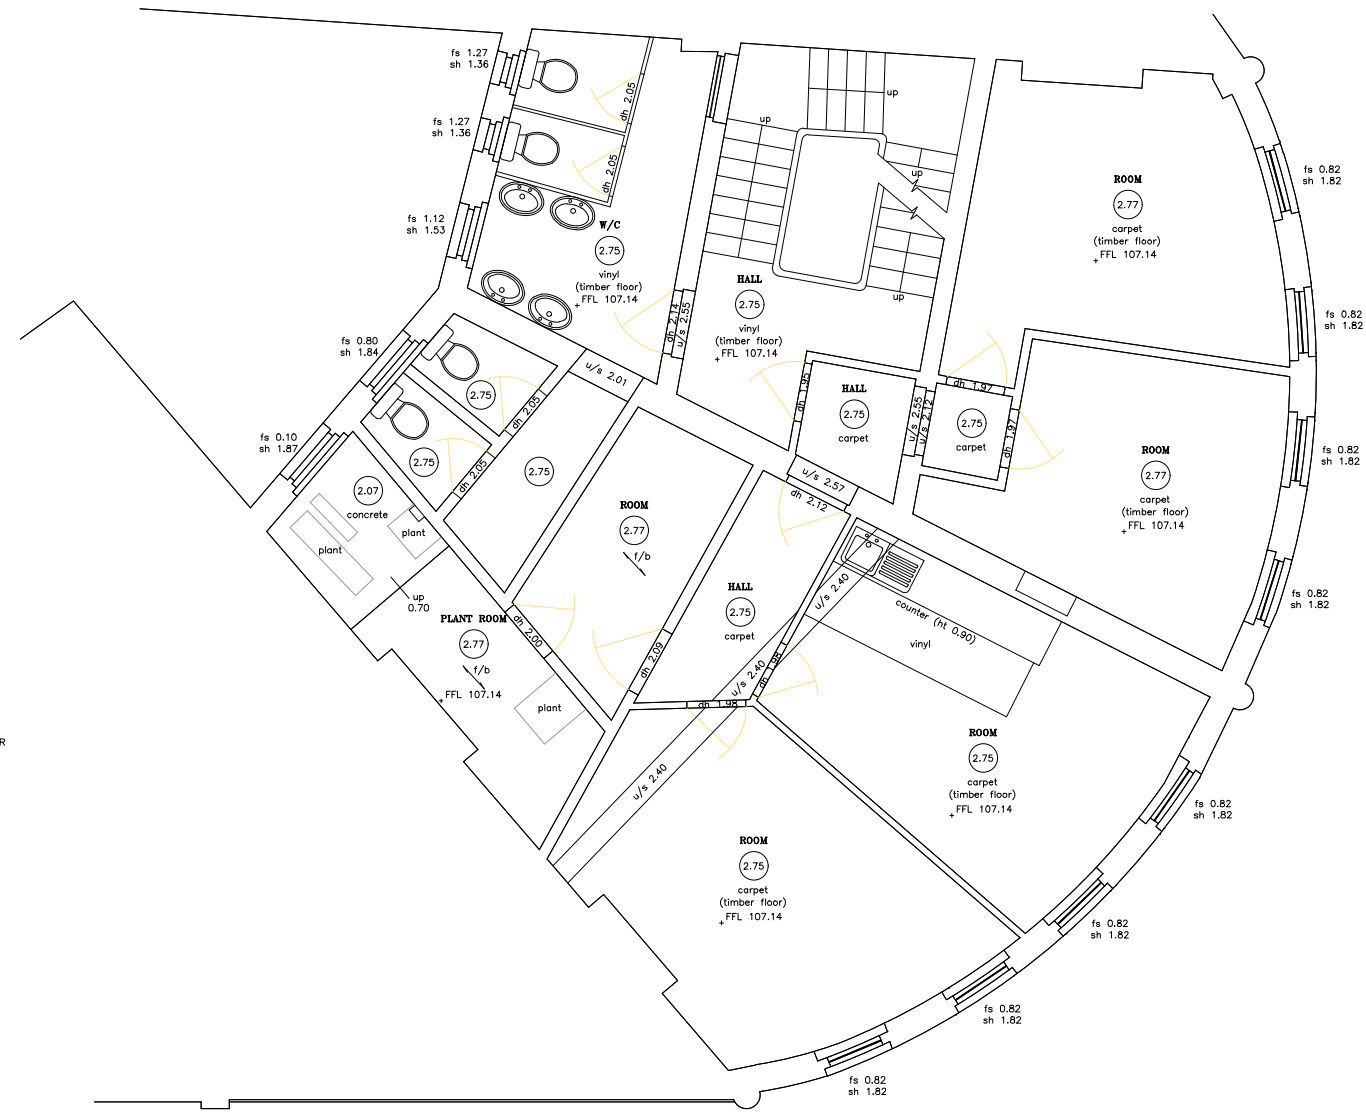 fs 1.27
sh 1.36
dh 2.05
fs 1.27
sh 1.36
dh 2.05
fs 1.12
sh 1.53
W/C
2.75
vinyl
(timber floor)
FFL 107.14
dh 2.14
u/s 2.55
up
up
up
up
HALL
2.75
vinyl
(timber floor)
FFL 107.14
ROOM
2.77
carpet
(timber floor)
FFL 107.14
fs 0.82
sh 1.82
fs 0.82
sh 1.82
fs 0.80
sh 1.84
2.75
dh 2.05
u/s 2.01
dh 1.95
HALL
2.75
carpet
u/s 2.55
u/s 2.12
dh 1.97
2.75
carpet
dh 1.97
fs 0.10
sh 1.87
2.75
dh 2.05
2.75
2.07
concrete
plant
plant
up
0.70
ROOM
2.77
f/b
u/s 2.57
dh 2.12
ROOM
2.77
carpet
(timber floor)
FFL 107.14
fs 0.82
sh 1.82
fs 0.82
sh 1.82
PLANT ROOM
2.77
f/b
FFL 107.14
plant
dh 2.00
dh 2.09
HALL
2.75
carpet
u/s 2.40
u/s 2.40
dh 1.98
dh 1.98
counter (ht 0.90)
vinyl
R
u/s 2.40
ROOM
2.75
carpet
(timber floor)
FFL 107.14
fs 0.82
sh 1.82
ROOM
2.75
carpet
(timber floor)
FFL 107.14
fs 0.82
sh 1.82
fs 0.82
sh 1.82
fs 0.82
sh 1.82